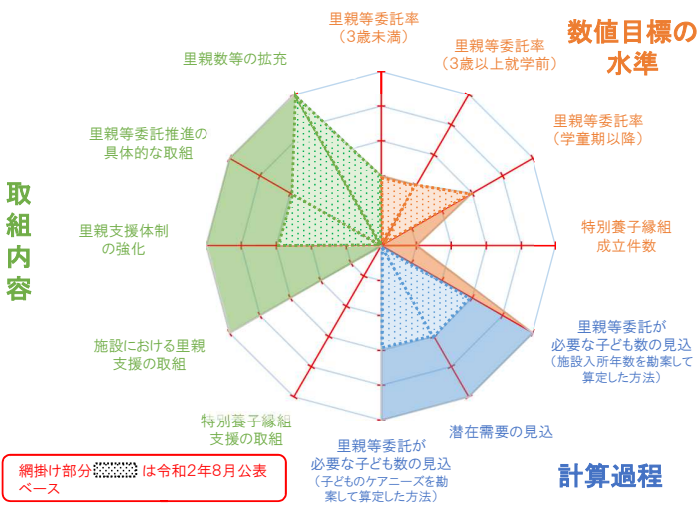 里親等委託率
（3歳未満）
里親等委託率
（3歳以上就学前）
数値目標の
水準
里親等委託率
（学童期以降）
特別養子縁組
成立件数
里親等委託が
必要な子ども数の見込
（施設入所年数を勘案して
算定した方法）
潜在需要の見込
計算過程
里親等委託が
必要な子ども数の見込
（子どものケアニーズを勘
案して算定した方法）
特別養子縁組
支援の取組
施設における里親
支援の取組
里親支援体制
の強化
里親等委託推進の
具体的な取組
里親数等の拡充
取組内容
網掛け部分 は令和2年8月公表
ベース